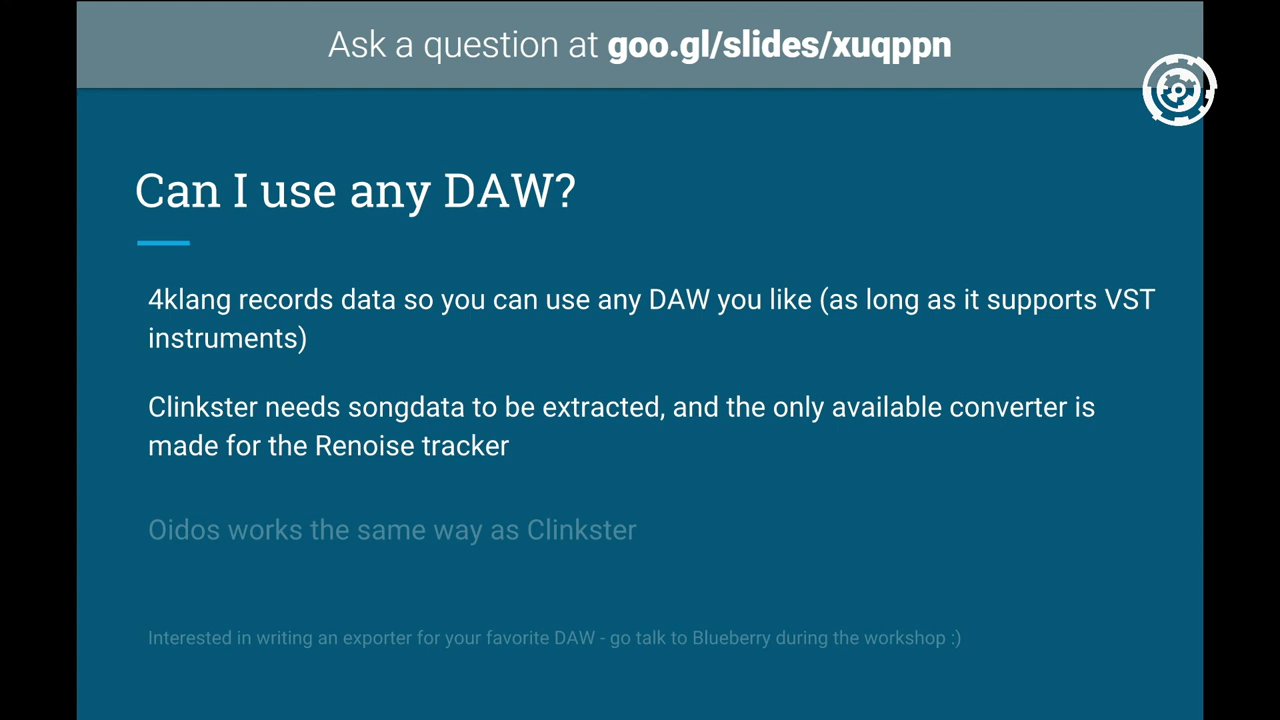 Ask a question at goo.gl/slides/xuqppn
Can I use any DAW?
4klang records data so you can use any DAW you like (as long as it supports VST
instruments)
Clinkster needs songdata to be extracted, and the only available converter is
made for the Renoise tracker
Oidos works the same way as Clinkster
Interested in writing an exporter for your favorite DAW - go talk to Blueberry during the workshop :)